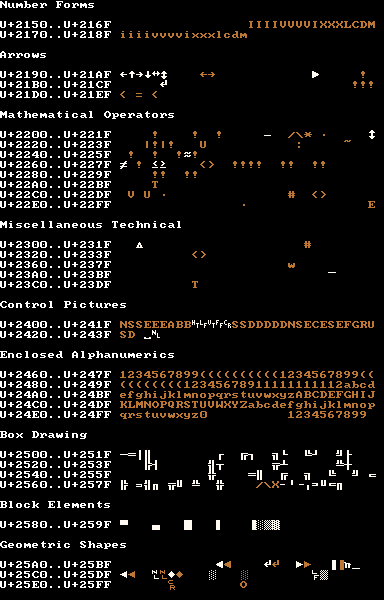 Number Forms
U+2150..U+216F IIIIVVVVIXXXLCDM
U+2170..U+218F iiiivvvvixxxlcdm
Arrows
U+2190..U+21AF ←↑→↓↔↕ ↔ ► !
U+21B0..U+21CF ↵ !!!
U+21D0..U+21EF < = <
Mathematical Operators
U+2200..U+221F ! ! ! − /\* · ↕
U+2220..U+223F |!|! U : ~
U+2240..U+225F ! ! !≈!
U+2260..U+227F ≠ ! ≤≥ <> !!!! !! !!
U+2280..U+229F !! !!
U+22A0..U+22BF T
U+22C0..U+22DF V U · # <>
U+22E0..U+22FF · E
Miscellaneous Technical
U+2300..U+231F #
U+2320..U+233F <>
U+2360..U+237F w
U+23A0..U+23BF
U+23C0..U+23DF T
Control Pictures
U+2400..U+241F NSSEEEABB␉␊␋␌␍SSDDDDDNSECESEFGRU
U+2420..U+243F SD ␣␤
Enclosed Alphanumerics
U+2460..U+247F 1234567899((((((((((1234567899((
U+2480..U+249F ((((((((123456789111111111112abcd
U+24A0..U+24BF efghijklmnopqrstuvwxyzABCDEFGHIJ
U+24C0..U+24DF KLMNOPQRSTUVWXYZabcdefghijklmnop
U+24E0..U+24FF qrstuvwxyz0 1234567899
Box Drawing
U+2500..U+251F
U+2520..U+253F
U+2540..U+255F
U+2560..U+257F
Block Elements
U+2580..U+259F
Geometric Shapes
U+25A0..U+25BF
U+25C0..U+25DF
U+25E0..U+25FF O